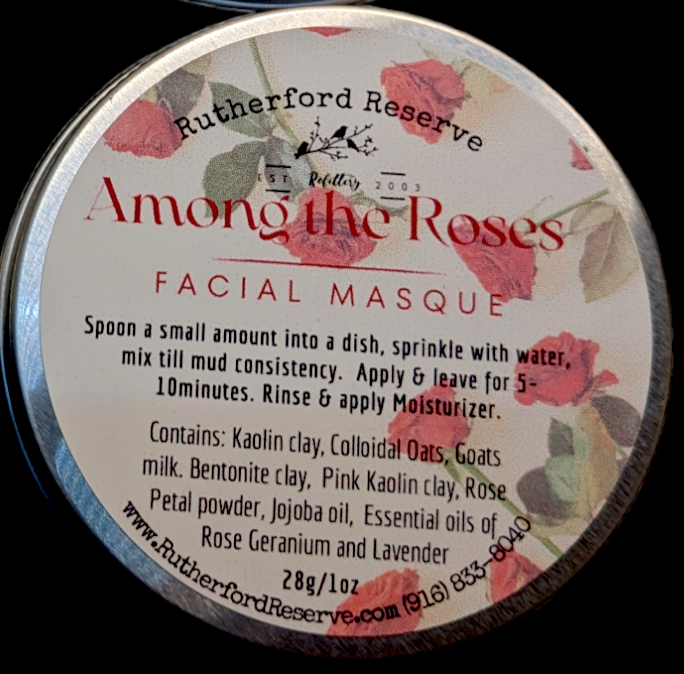 Rutherford Reserve
EST Refillery 2003
Among the Roses
FACIAL MASQUE
Spoon a small amount into a dish, sprinkle with water,
mix till mud consistency. Apply & leave for 5-
10minutes. Rinse & apply Moisturizer.
Contains: Kaolin clay, Colloidal Oats, Goats
milk. Bentonite clay, Pink Kaolin clay, Rose
Petal powder, Jojoba oil, Essential oils of
Rose Geranium and Lavender
28g/1oz
www.RutherfordReserve.com (916) 833-8040